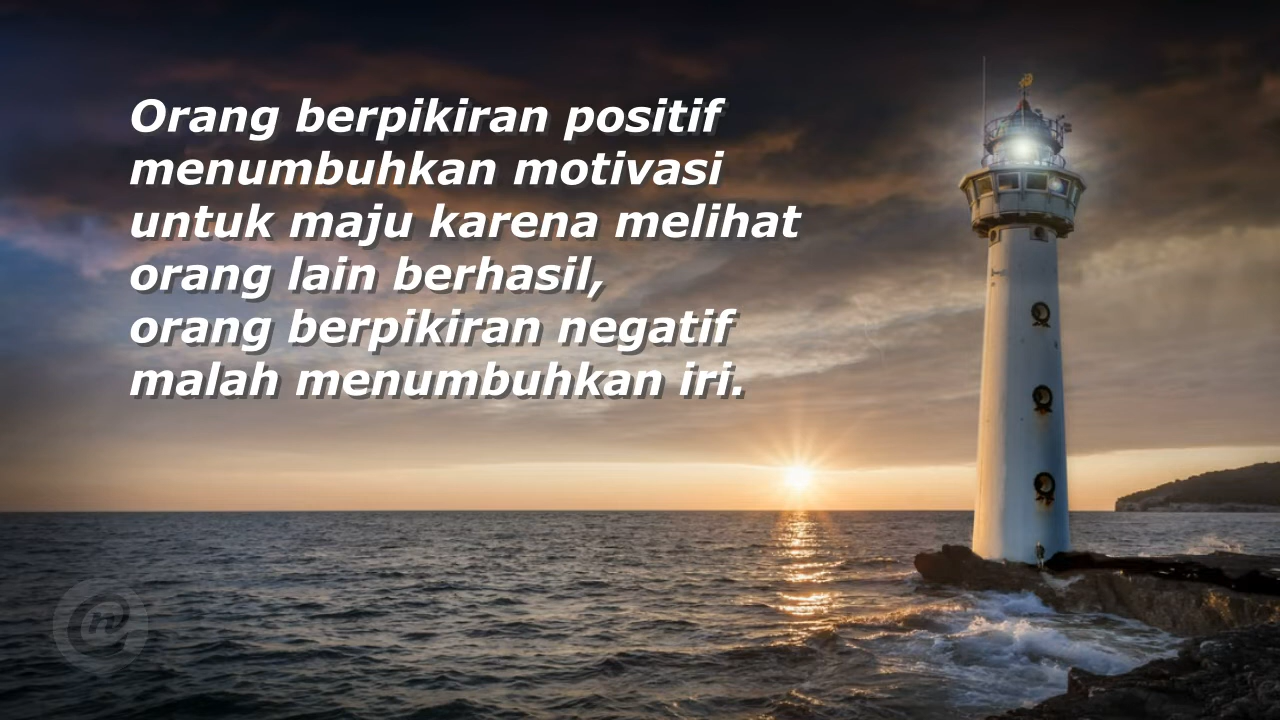 Orang berpikiran positif
menumbuhkan motivasi
untuk maju karena melihat
orang lain berhasil,
orang berpikiran negatif
malah menumbuhkan iri.